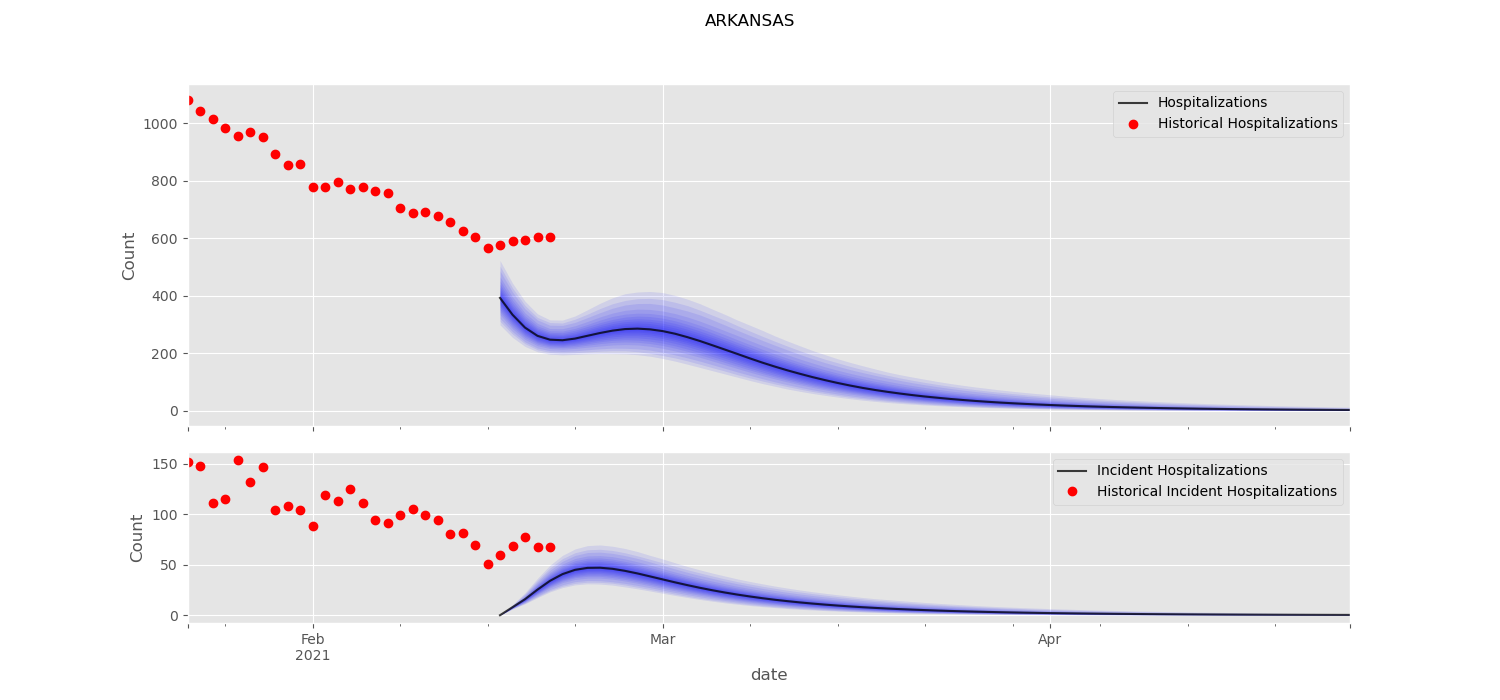 ARKANSAS
Hospitalizations
Historical Hospitalizations
1000
800
600
400
200
0
Count
Incident Hospitalizations
Historical Incident Hospitalizations
150
100
50
0
Count
Feb
2021
Mar
Apr
date